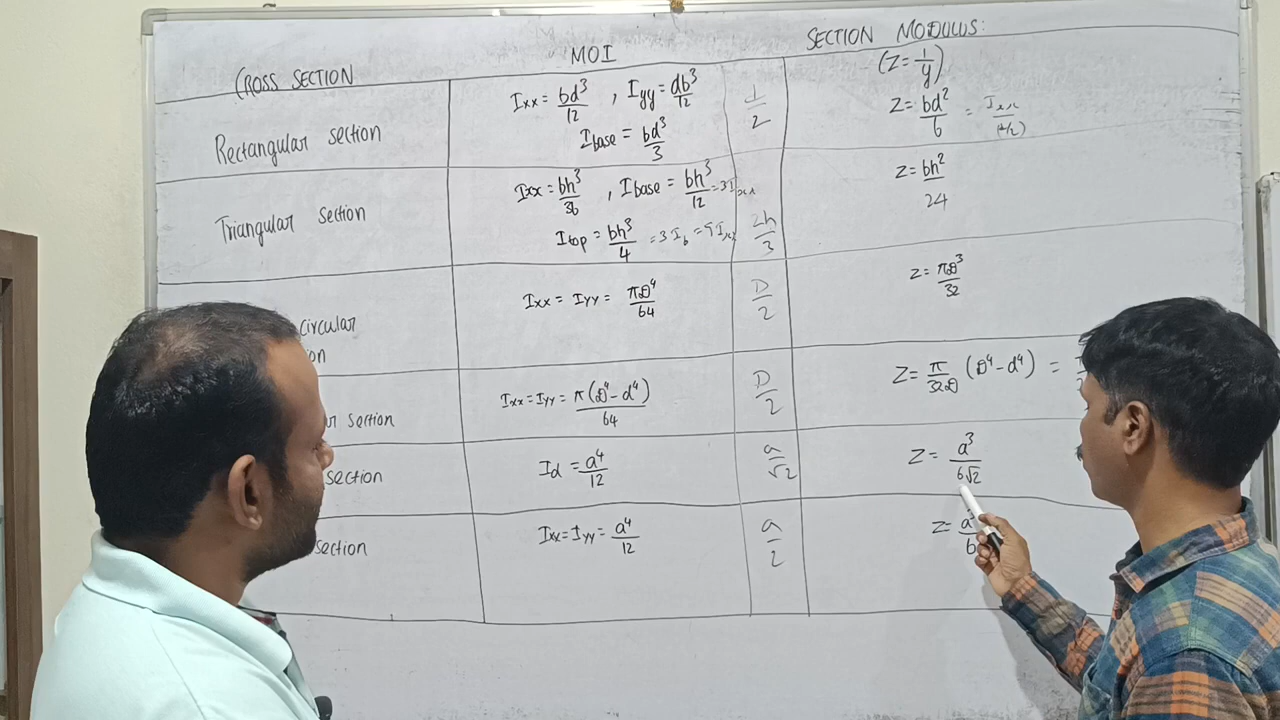 CROSS SECTION
MOI
SECTION MODULUS:
(Z = 1/y)
Rectangular section
Ixx = bd³/12 , Iyy = db³/12
Ibase = bd³/3
d/2
Z = bd²/6 = Ixx/(d/2)
Triangular section
Ixx = bh³/36 , Ibase = bh³/12 = 3Ixx
Itop = bh³/4 = 3Ib = 9Ixx
2h/3
Z = bh²/24
circular
Ixx = Iyy = πD⁴/64
D/2
Z = πD³/32
section
Ixx = Iyy = π(D⁴-d⁴)/64
D/2
Z = π/32D (D⁴-d⁴) =
section
Id = a⁴/12
a/√2
Z = a³/6√2
section
Ixx = Iyy = a⁴/12
a/2
Z = a³/6